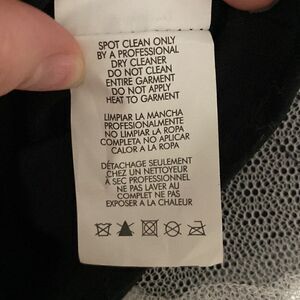 SPOT CLEAN ONLY
BY A PROFESSIONAL
DRY CLEANER
DO NOT CLEAN
ENTIRE GARMENT
DO NOT APPLY
HEAT TO GARMENT
LIMPIAR LA MANCHA
PROFESIONALMENTE
NO LIMPIAR LA ROPA
COMPLETA NO APLICAR
CALOR A LA ROPA
DÉTACHAGE SEULEMENT
CHEZ UN NETTOYEUR
À SEC PROFESSIONNEL
NE PAS LAVER AU
COMPLET NE PAS
EXPOSER A LA CHALEUR